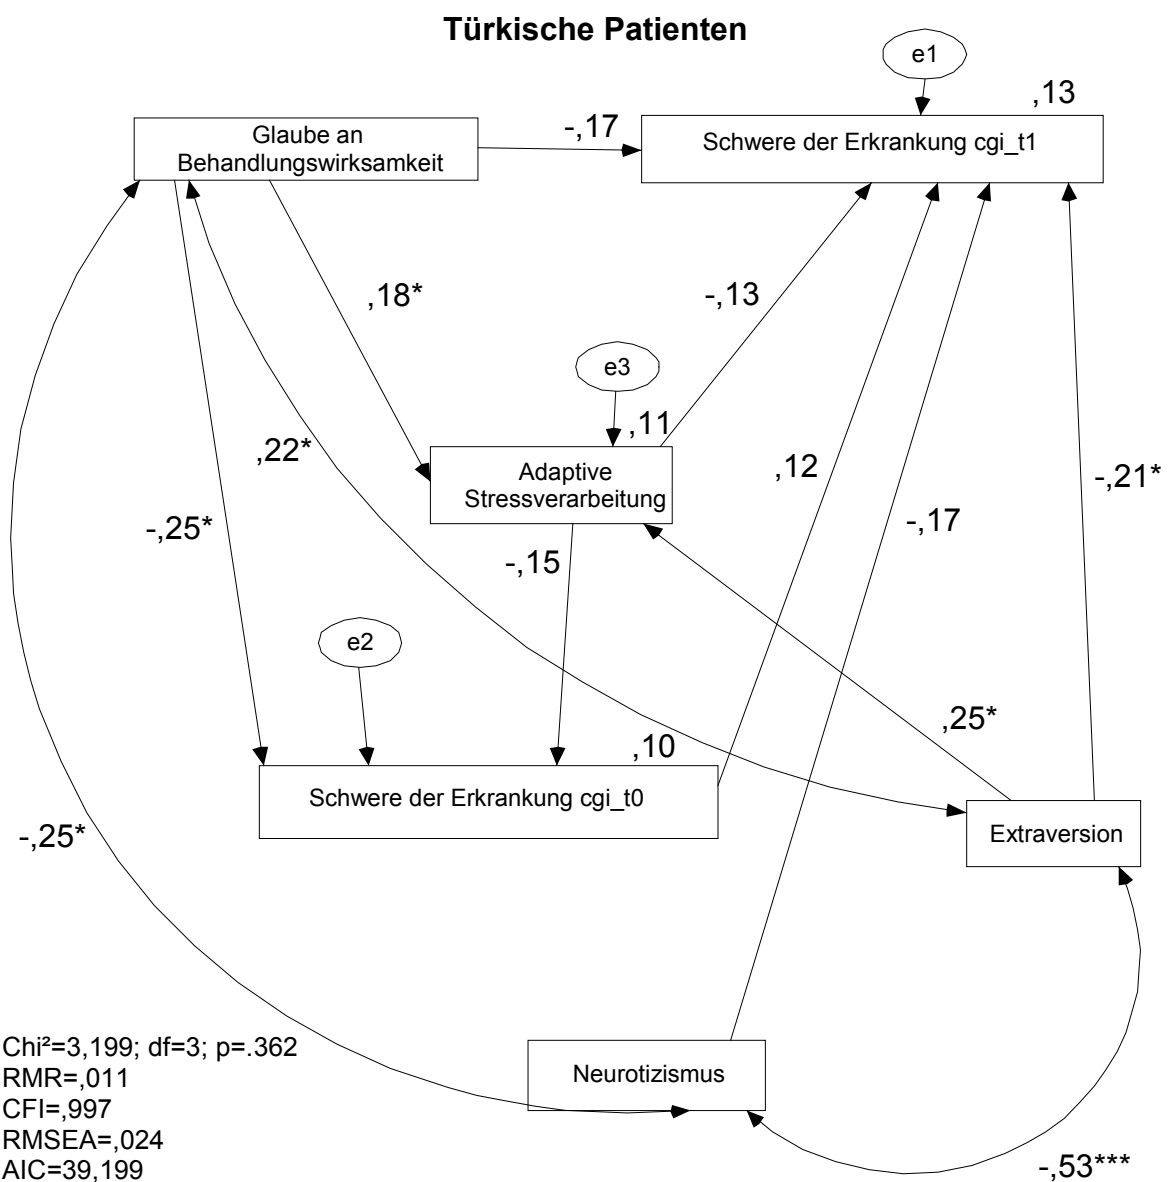 Türkische Patienten
e1
,13
Glaube an
Behandlungswirksamkeit
-,17
Schwere der Erkrankung cgi_t1
,18*
-,13
e3
,11
,22*
Adaptive
Stressverarbeitung
,12
-,21*
-,25*
-,17
-,15
e2
,25*
,10
Schwere der Erkrankung cgi_t0
-,25*
Extraversion
Chi²=3,199; df=3; p=.362
RMR=,011
CFI=,997
RMSEA=,024
AIC=39,199
Neurotizismus
-,53***